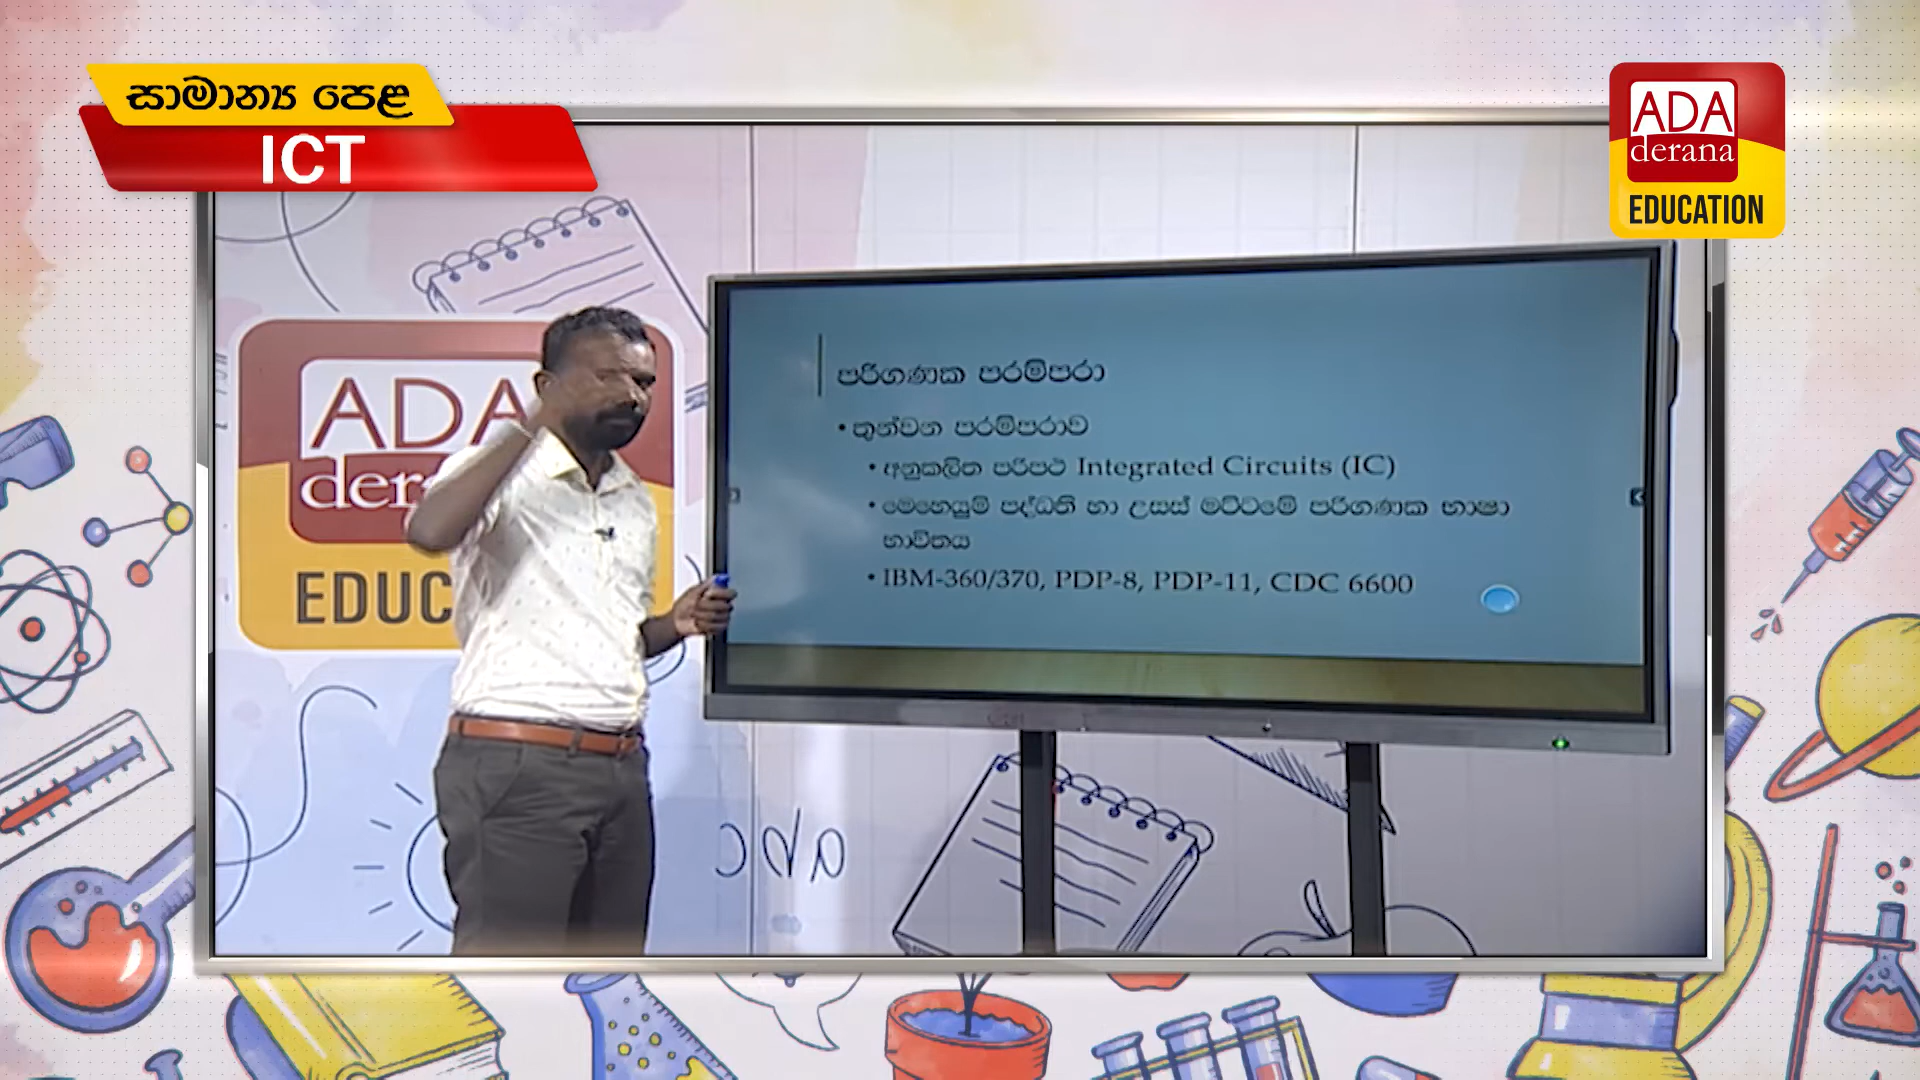 සාමාන්‍ය පෙළ
ICT
ADA
derana
EDUCATION
ADA
der
EDUC
පරිගණක පරම්පරා
• තුන්වන පරම්පරාව
• අනුකලිත පරිපථ Integrated Circuits (IC)
• මෙහෙයුම් පද්ධති හා උසස් මට්ටමේ පරිගණක භාෂා
භාවිතය
• IBM-360/370, PDP-8, PDP-11, CDC 6600
abc